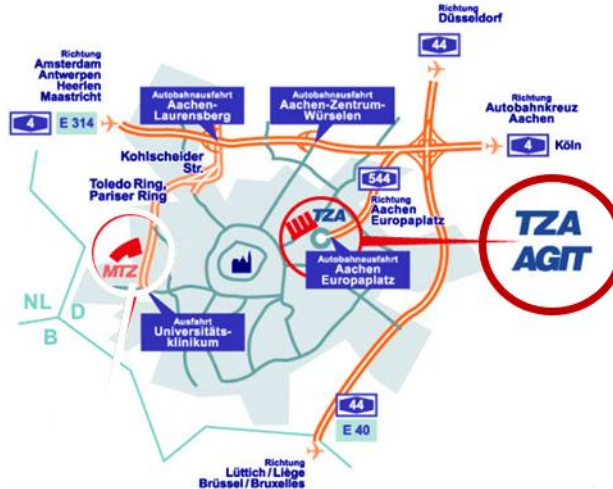 Richtung
Düsseldorf
44
Richtung
Amsterdam
Antwerpen
Heerlen
Maastricht
4
E 314
Autobahnausfahrt
Aachen-
Laurensberg
Autobahnausfahrt
Aachen-Zentrum-
Würselen
Richtung
Autobahnkreuz
Aachen
4
Köln
Kohlscheider
Str.
Toledo Ring,
Pariser Ring
544
Richtung
Aachen
Europaplatz
TZA
TZA
AGIT
MTZ
Autobahnausfahrt
Aachen
Europaplatz
NL
D
B
Ausfahrt
Universitäts-
klinikum
44
E 40
Richtung
Lüttich / Liège
Brüssel / Bruxelles